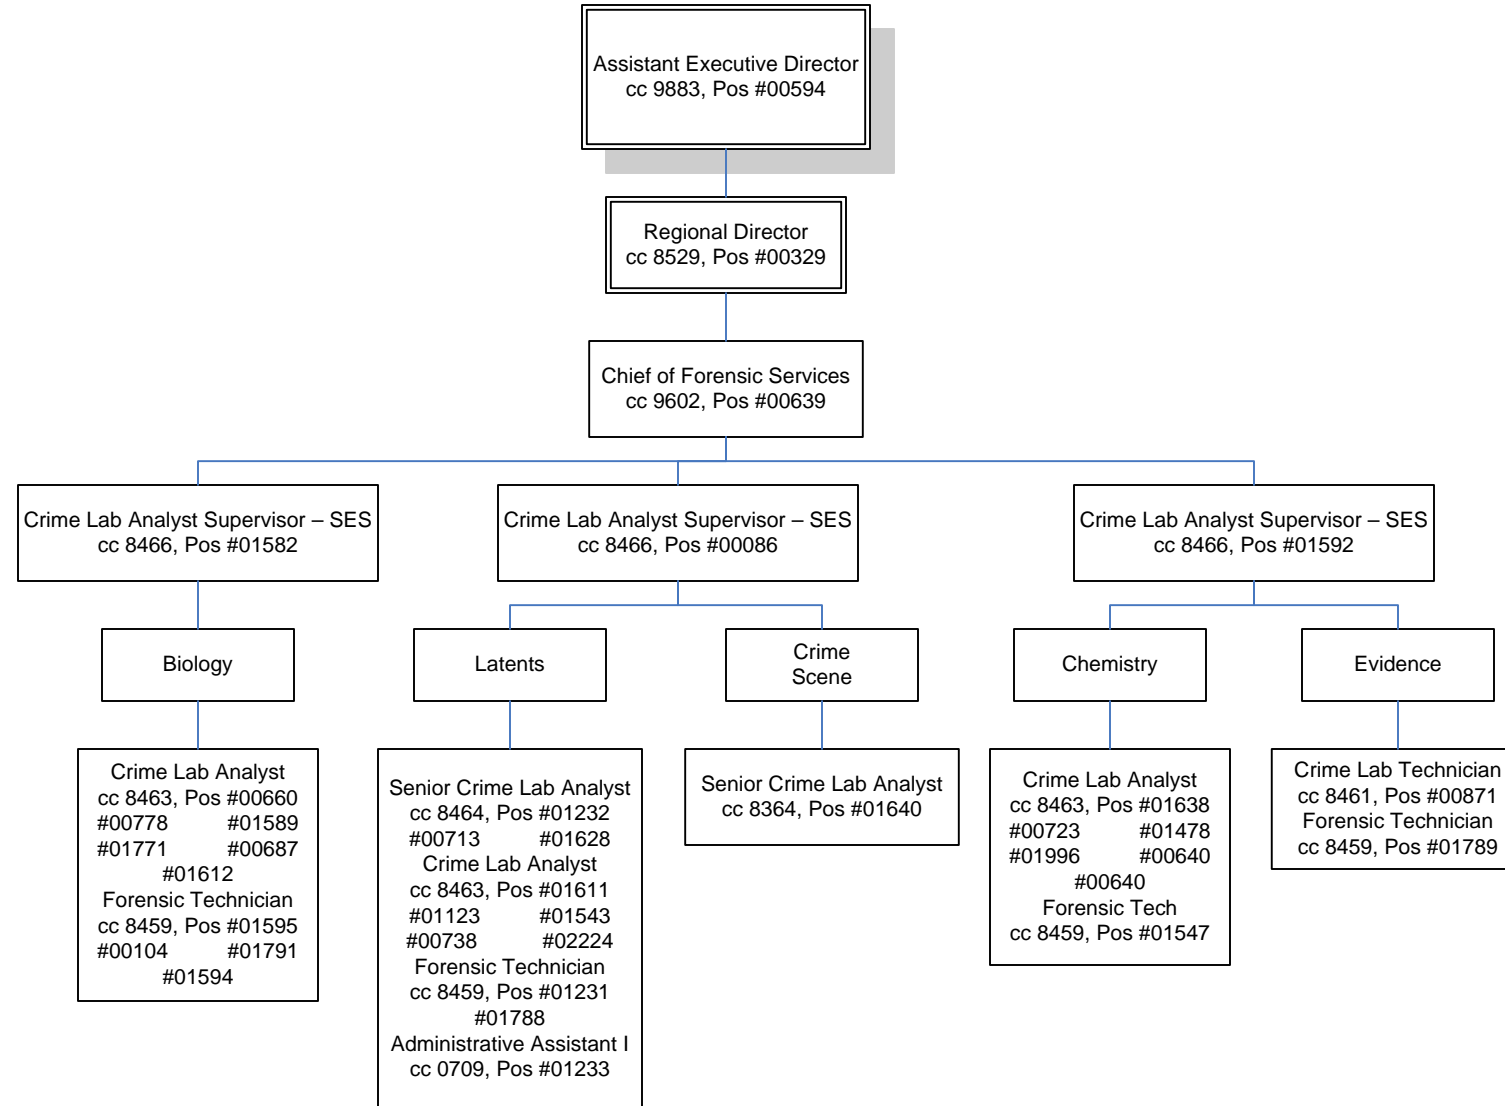 Assistant Executive Director
cc 9883, Pos #00594
Regional Director
cc 8529, Pos #00329
Chief of Forensic Services
cc 9602, Pos #00639
Crime Lab Analyst Supervisor – SES
cc 8466, Pos #01582
Crime Lab Analyst Supervisor – SES
cc 8466, Pos #00086
Crime Lab Analyst Supervisor – SES
cc 8466, Pos #01592
Biology
Latents
Crime
Scene
Chemistry
Evidence
Crime Lab Analyst
cc 8463, Pos #00660
#00778 #01589
#01771 #00687
#01612
Forensic Technician
cc 8459, Pos #01595
#00104 #01791
#01594
Senior Crime Lab Analyst
cc 8464, Pos #01232
#00713 #01628
Crime Lab Analyst
cc 8463, Pos #01611
#01123 #01543
#00738 #02224
Forensic Technician
cc 8459, Pos #01231
#01788
Administrative Assistant I
cc 0709, Pos #01233
Senior Crime Lab Analyst
cc 8364, Pos #01640
Crime Lab Analyst
cc 8463, Pos #01638
#00723 #01478
#01996 #00640
#00640
Forensic Tech
cc 8459, Pos #01547
Crime Lab Technician
cc 8461, Pos #00871
Forensic Technician
cc 8459, Pos #01789